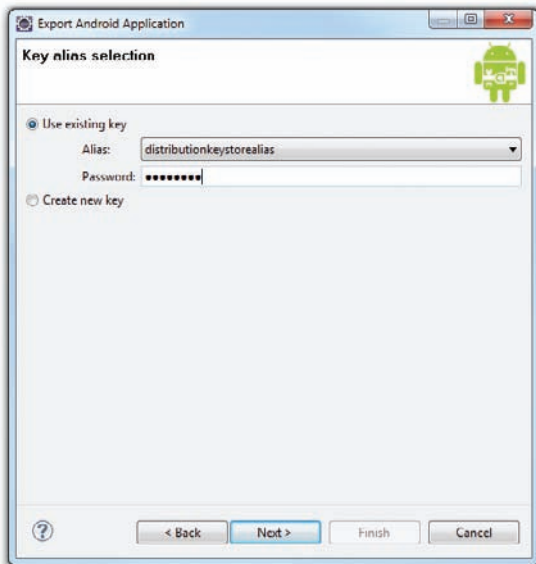 Export Android Application
Key alias selection
Use existing key
Alias: distributionkeystorealias
Password: ••••••••
Create new key
? < Back Next > Finish Cancel